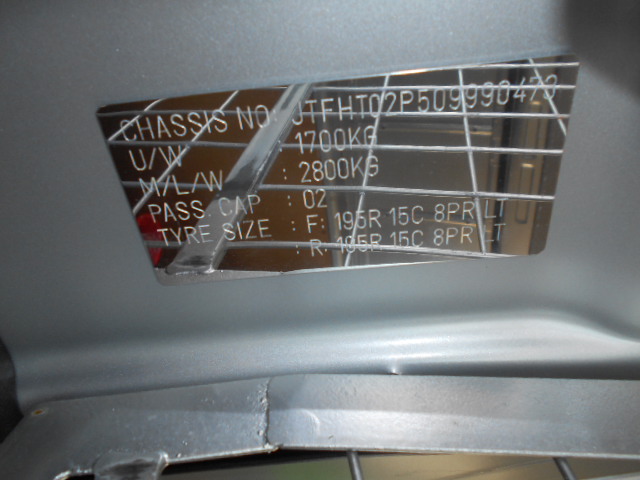 CHASSIS NO: JTFHT02P509990473
U/W : 1700KG
M/L/W : 2800KG
PASS. CAP : 02
TYRE SIZE : F: 195R 15C 8PR LT
: R: 195R 15C 8PR LT